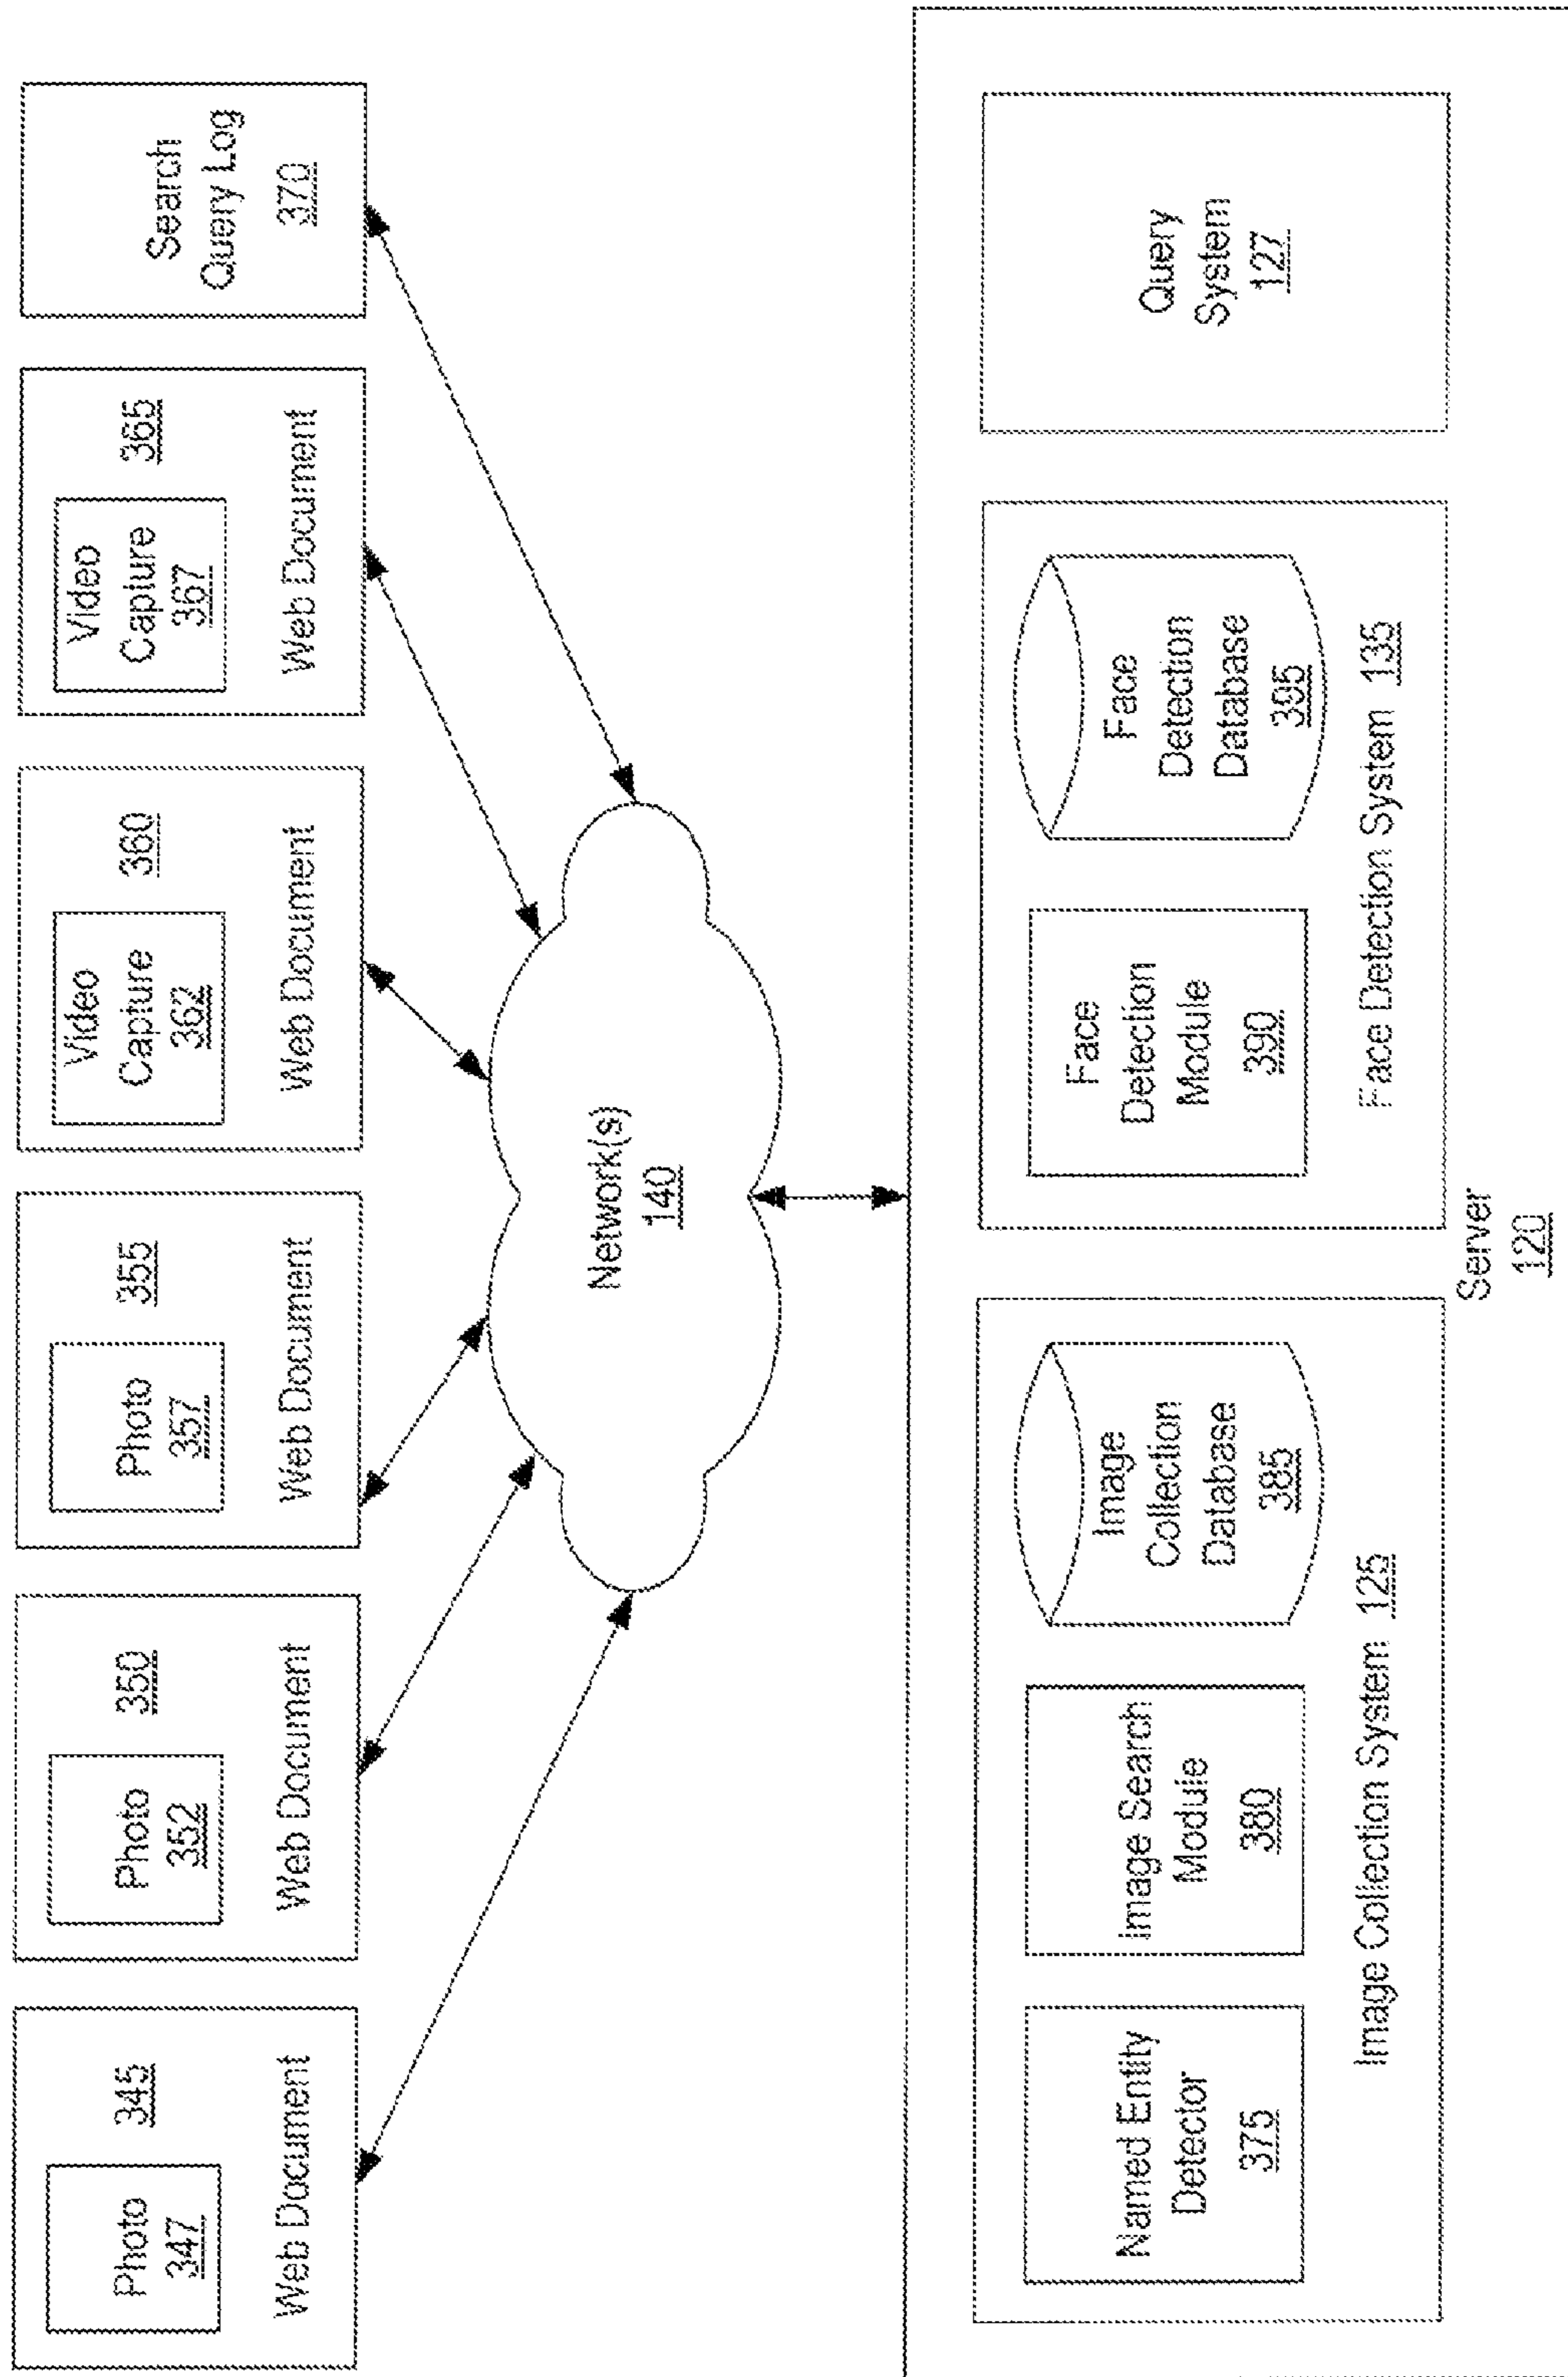 Photo
347
345
Web Document
Photo
352
350
Web Document
Photo
357
355
Web Document
Video
Capture
362
360
Web Document
Video
Capture
367
365
Web Document
Search
Query Log
370
Network(s)
140
Named Entity
Detector
375
Image Search
Module
380
Image
Collection
Database
385
Image Collection System 125
Face
Detection
Module
390
Face
Detection
Database
395
Face Detection System 135
Query
System
127
Server
120